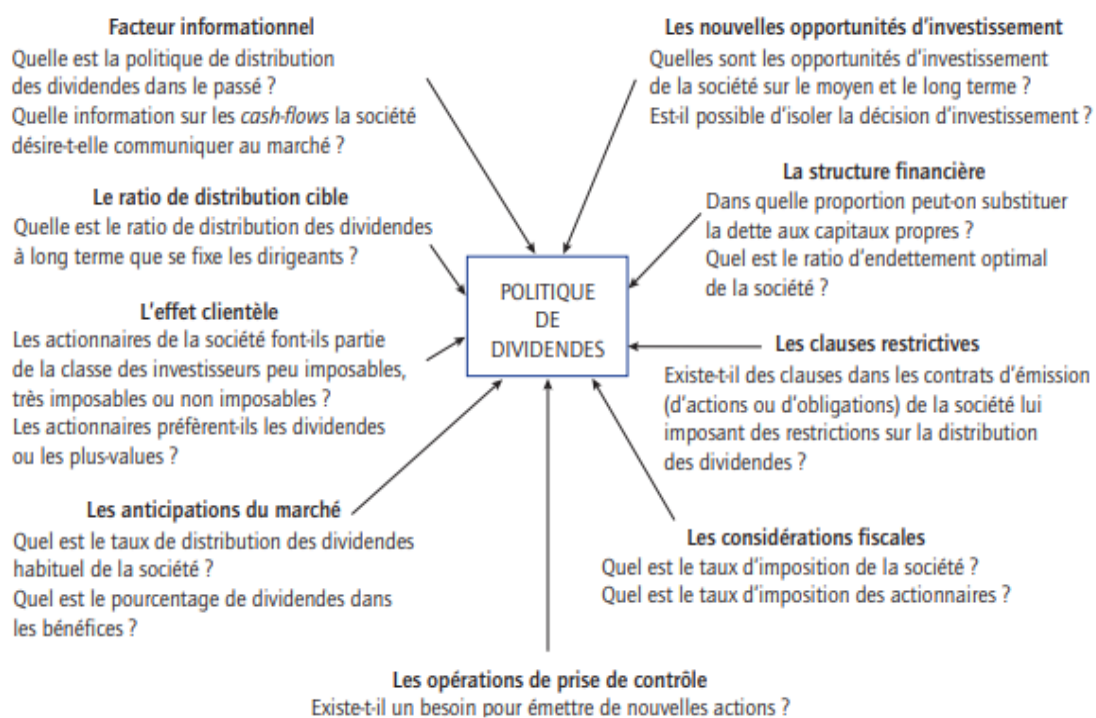 Facteur informationnel
Quelle est la politique de distribution
des dividendes dans le passé ?
Quelle information sur les cash-flows la société
désire-t-elle communiquer au marché ?
Le ratio de distribution cible
Quelle est le ratio de distribution des dividendes
à long terme que se fixe les dirigeants ?
L'effet clientèle
Les actionnaires de la société font-ils partie
de la classe des investisseurs peu imposables,
très imposables ou non imposables ?
Les actionnaires préfèrent-ils les dividendes
ou les plus-values ?
Les anticipations du marché
Quel est le taux de distribution des dividendes
habituel de la société ?
Quel est le pourcentage de dividendes dans
les bénéfices ?
POLITIQUE
DE
DIVIDENDES
Les nouvelles opportunités d'investissement
Quelles sont les opportunités d'investissement
de la société sur le moyen et le long terme ?
Est-il possible d'isoler la décision d'investissement ?
La structure financière
Dans quelle proportion peut-on substituer
la dette aux capitaux propres ?
Quel est le ratio d'endettement optimal
de la société ?
Les clauses restrictives
Existe-t-il des clauses dans les contrats d'émission
(d'actions ou d'obligations) de la société lui
imposant des restrictions sur la distribution
des dividendes ?
Les considérations fiscales
Quel est le taux d'imposition de la société ?
Quel est le taux d'imposition des actionnaires ?
Les opérations de prise de contrôle
Existe-t-il un besoin pour émettre de nouvelles actions ?